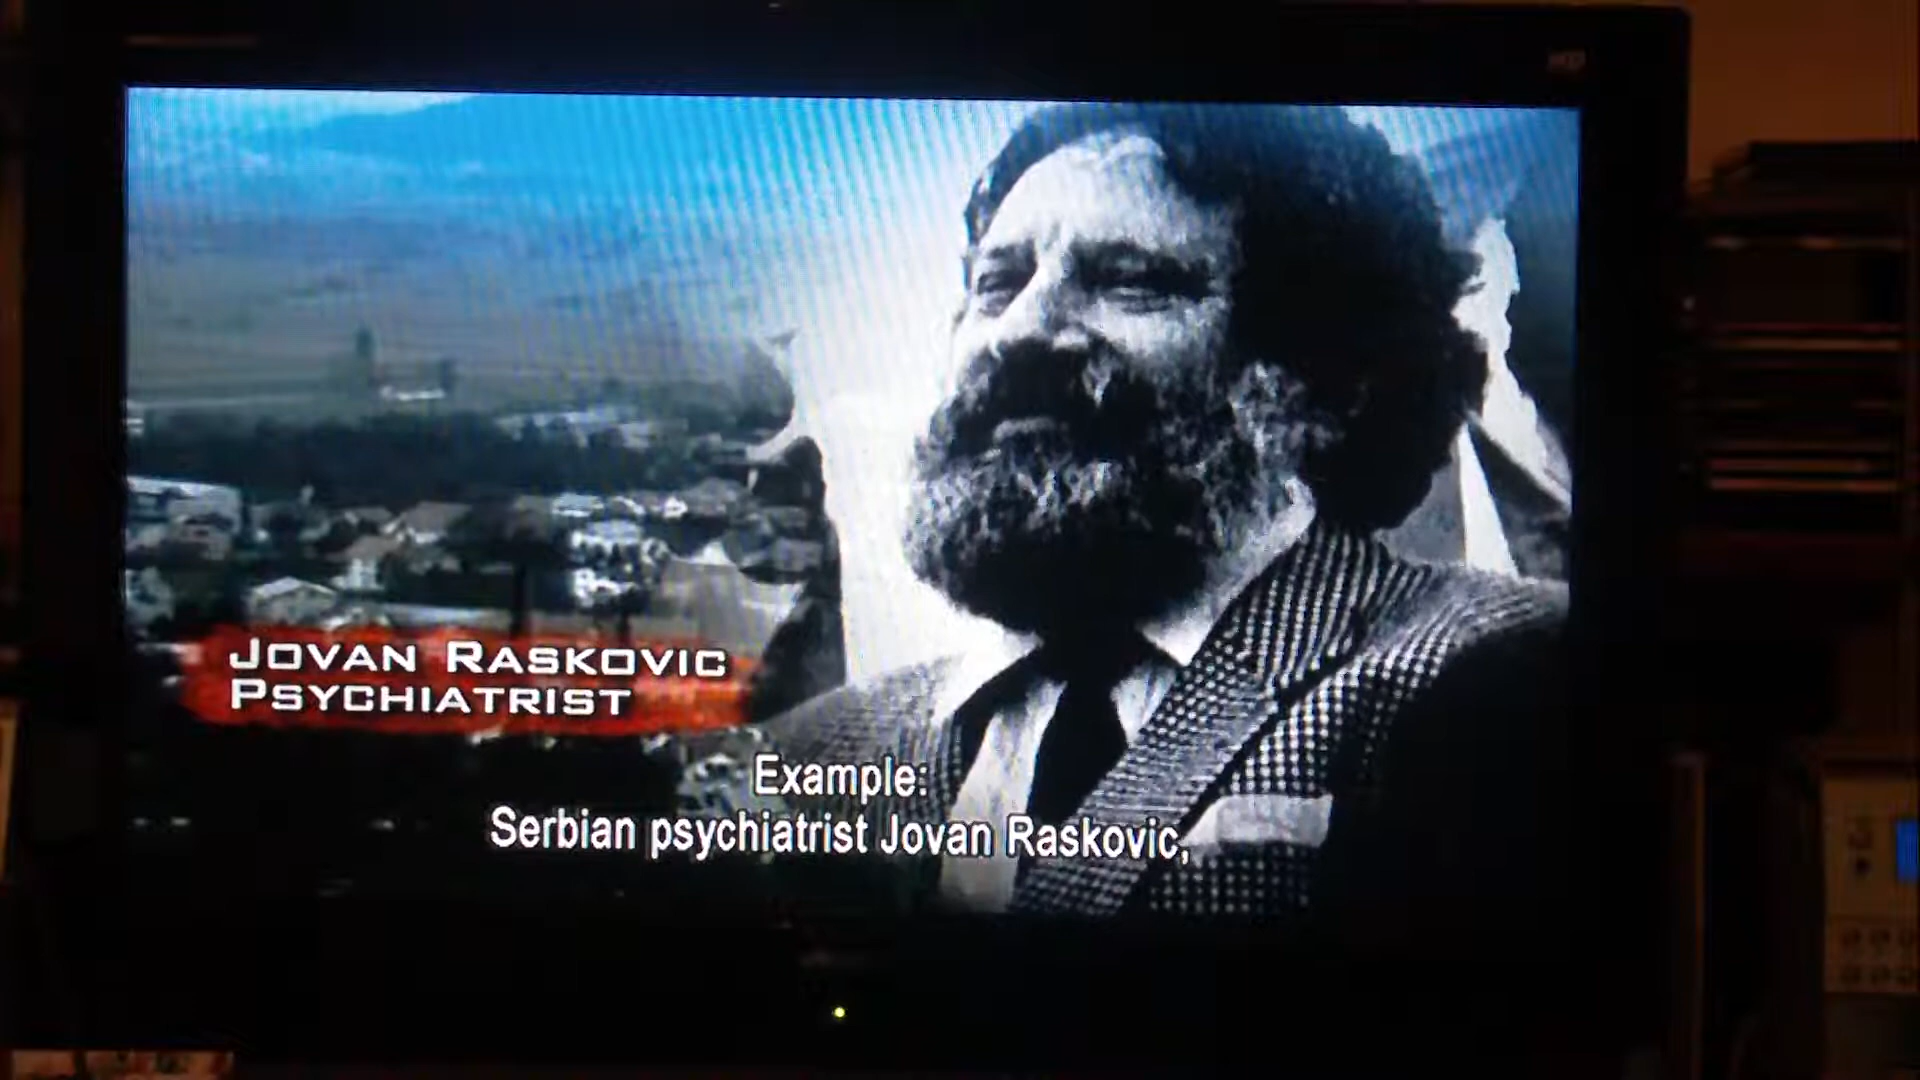 JOVAN RASKOVIC
PSYCHIATRIST
Example:
Serbian psychiatrist Jovan Raskovic,